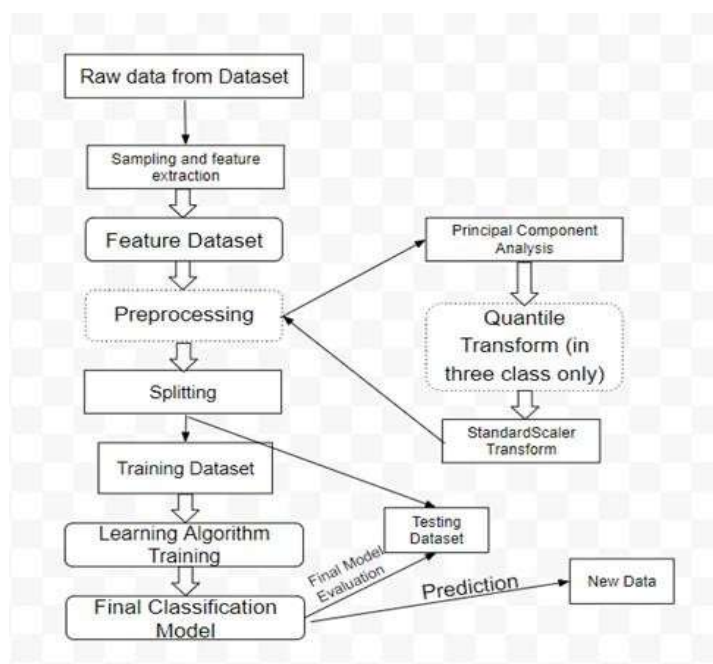 Raw data from Dataset
Sampling and feature
extraction
Feature Dataset
Principal Component
Analysis
Preprocessing
Quantile
Transform (in
three class only)
Splitting
StandardScaler
Transform
Training Dataset
Testing
Dataset
Learning Algorithm
Training
Final Model
Evaluation
Prediction
New Data
Final Classification
Model